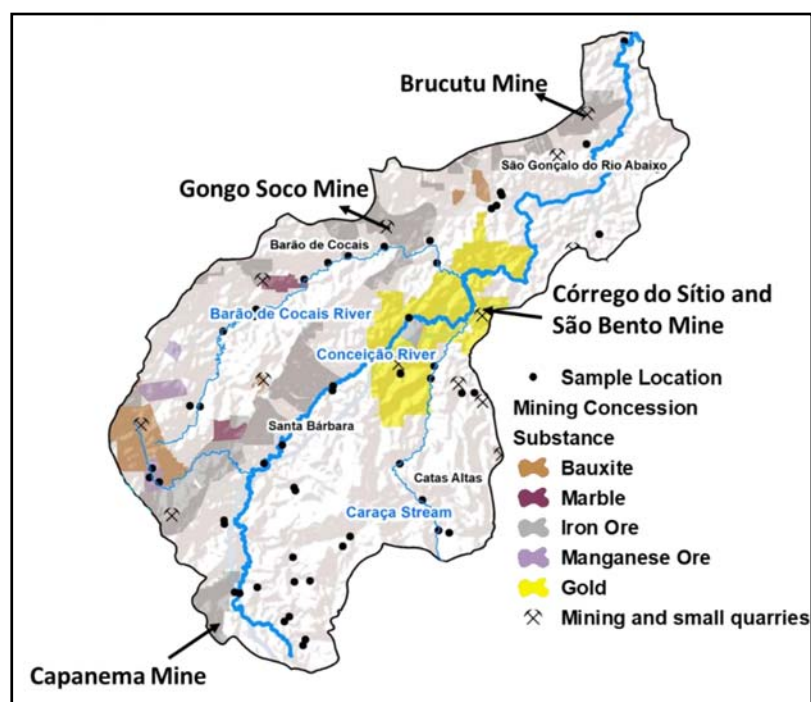 Brucutu Mine
São Gonçalo do Rio Abaixo
Gongo Soco Mine
Barão de Cocais
Barão de Cocais River
Córrego do Sítio and
São Bento Mine
Conceição River
Sample Location
Mining Concession
Substance
Santa Bárbara
Bauxite
Catas Altas
Marble
Caraça Stream
Iron Ore
Manganese Ore
Gold
Mining and small quarries
Capanema Mine